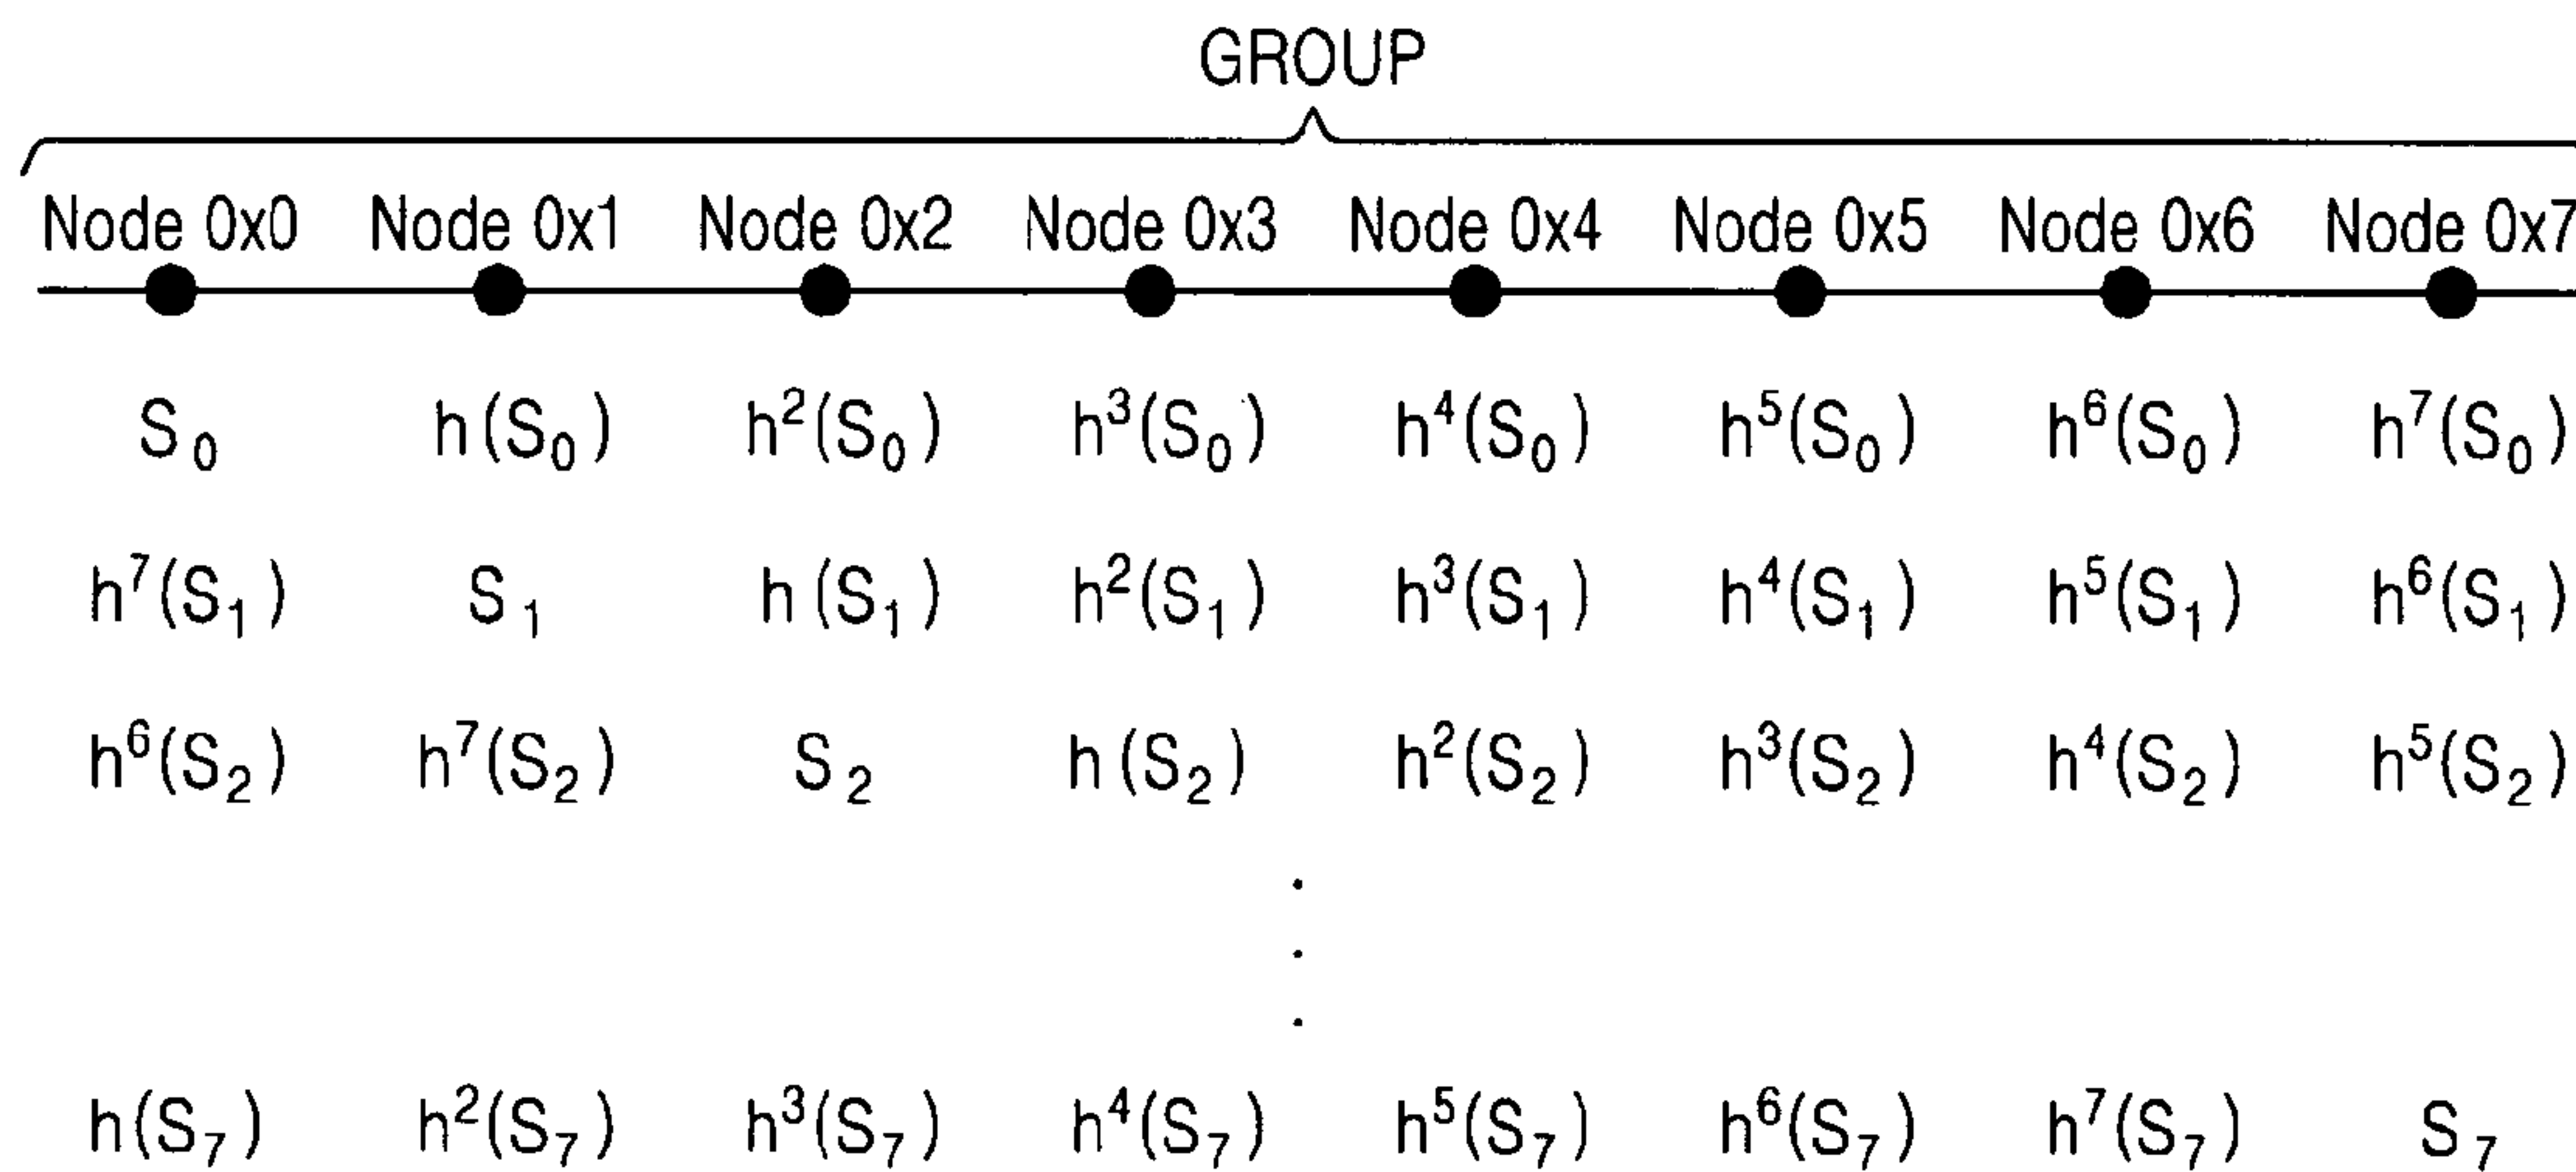 GROUP
Node 0x0 Node 0x1 Node 0x2 Node 0x3 Node 0x4 Node 0x5 Node 0x6 Node 0x7
S₀ h(S₀) h²(S₀) h³(S₀) h⁴(S₀) h⁵(S₀) h⁶(S₀) h⁷(S₀)
h⁷(S₁) S₁ h(S₁) h²(S₁) h³(S₁) h⁴(S₁) h⁵(S₁) h⁶(S₁)
h⁶(S₂) h⁷(S₂) S₂ h(S₂) h²(S₂) h³(S₂) h⁴(S₂) h⁵(S₂)
.
.
.
h(S₇) h²(S₇) h³(S₇) h⁴(S₇) h⁵(S₇) h⁶(S₇) h⁷(S₇) S₇